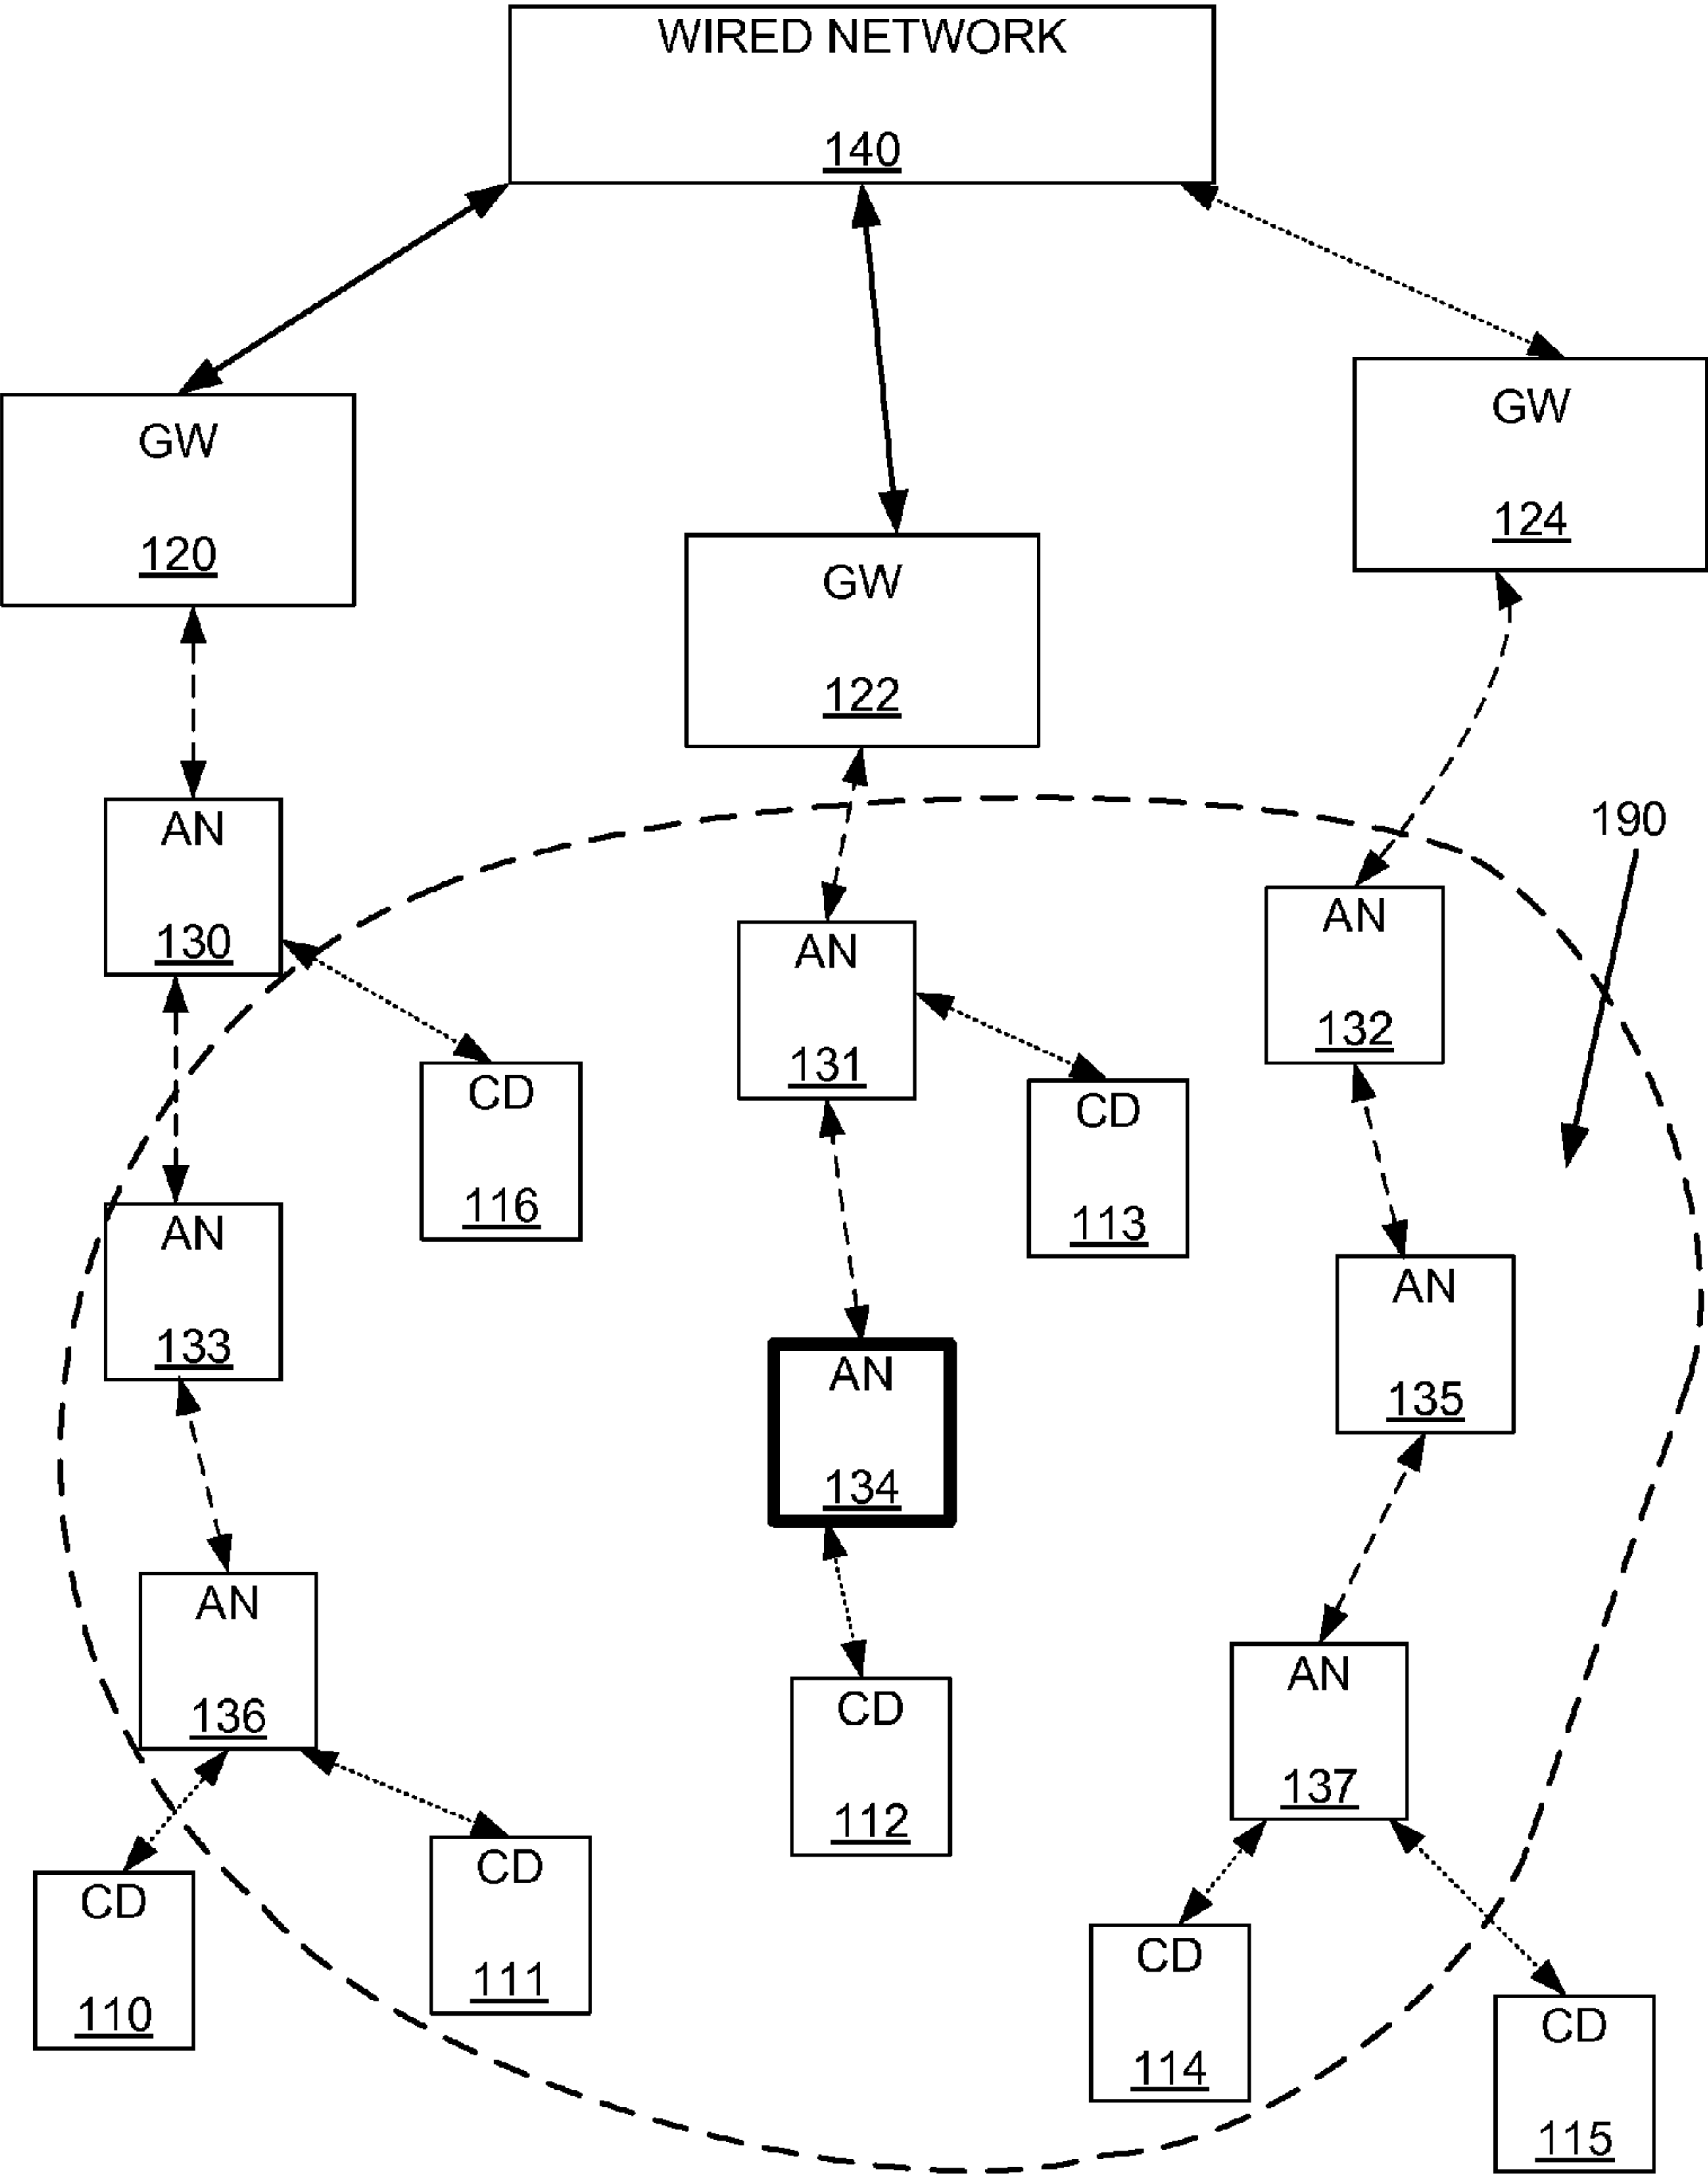 WIRED NETWORK
140
GW
120
GW
122
GW
124
190
AN
130
AN
131
AN
132
CD
116
CD
113
AN
133
AN
134
AN
135
AN
136
CD
112
AN
137
CD
110
CD
111
CD
114
CD
115